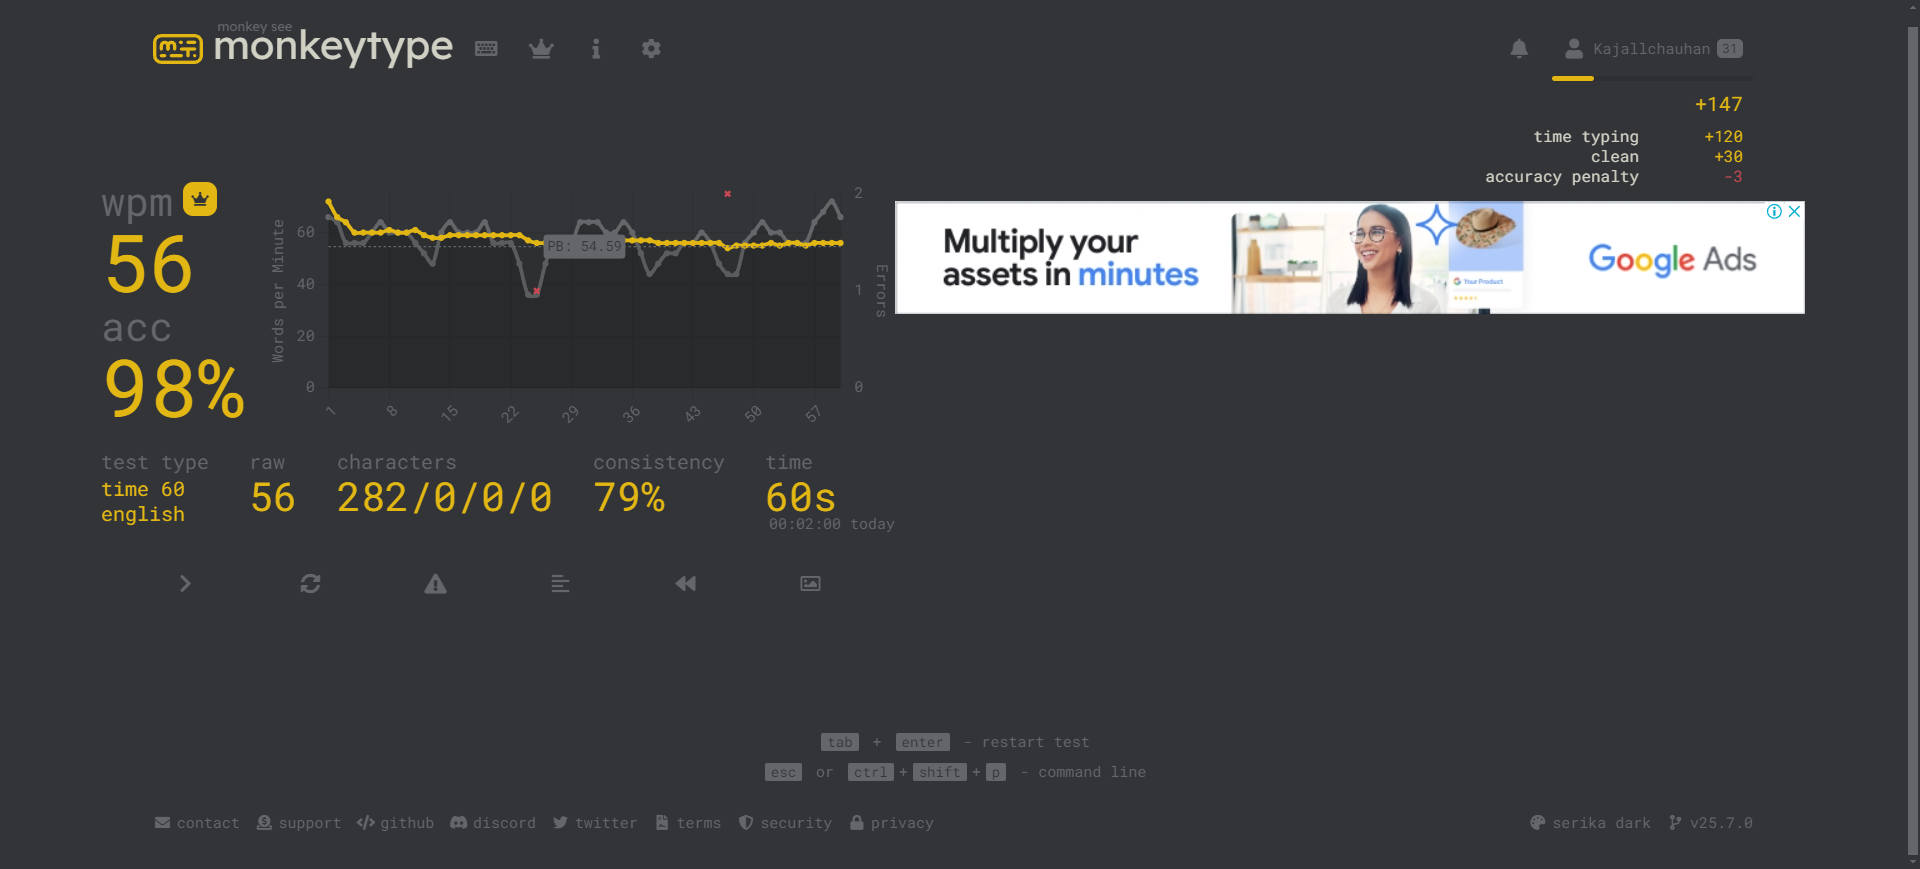 monkey see
monkeytype
Kajallchauhan 31
+147
time typing +120
clean +30
accuracy penalty -3
wpm
56
acc
98%
Words per Minute
60
40
20
0
PB: 54.59
2
1
0
Errors
1 8 15 22 29 36 43 50 57
Multiply your
assets in minutes
Your Product
Google Ads
test type
time 60
english
raw
56
characters
282/0/0/0
consistency
79%
time
60s
00:02:00 today
tab + enter - restart test
esc or ctrl + shift + p - command line
contact support github discord twitter terms security privacy
serika dark v25.7.0